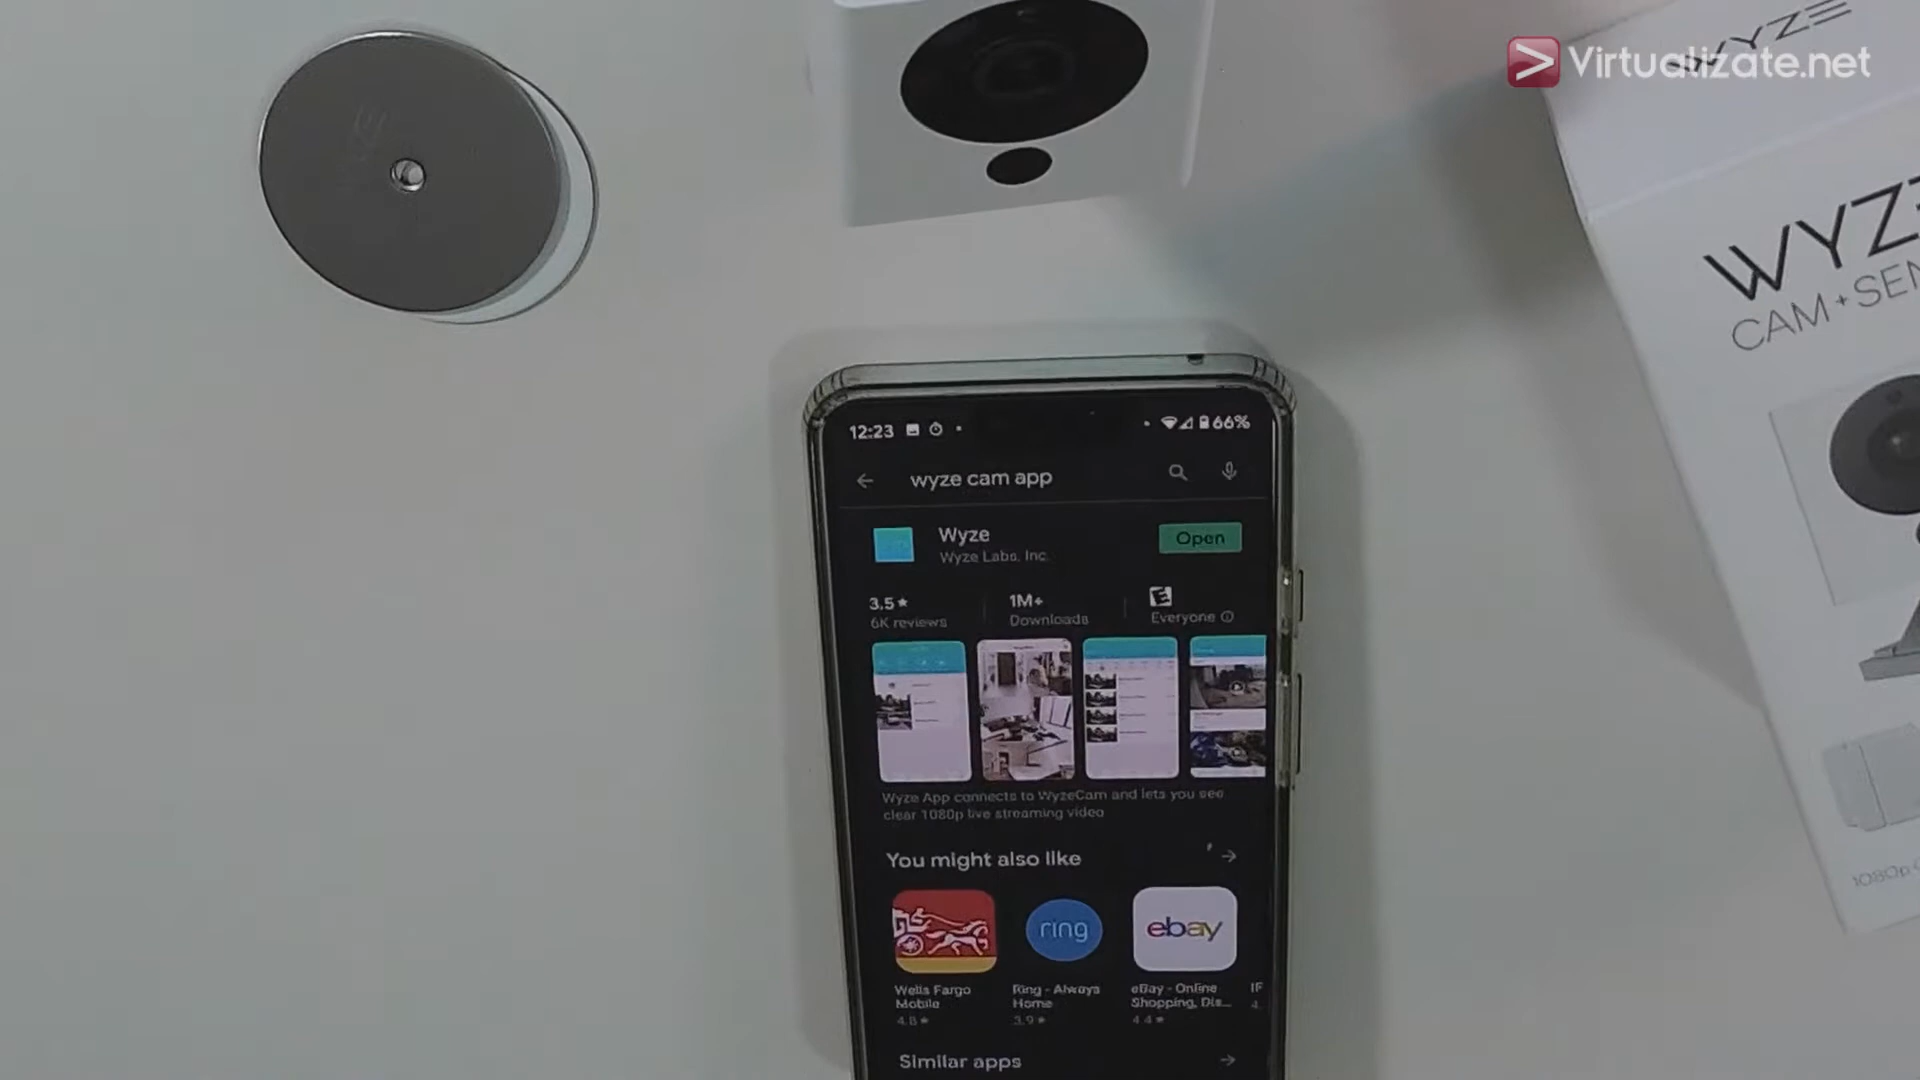 WYZE
Virtualizate.net
WYZE
CAM+SEN
12:23
66%
wyze cam app
Wyze
Wyze Labs, Inc.
Open
3.5★
6K reviews
1M+
Downloads
E
Everyone
Wyze App connects to WyzeCam and lets you see
clear 1080p live streaming video
You might also like
ring
ebay
Wells Fargo
Mobile
4.8★
Ring - Always
Home
3.9★
eBay - Online
Shopping, Dis...
4.4★
IF
4.
Similar apps
1080p